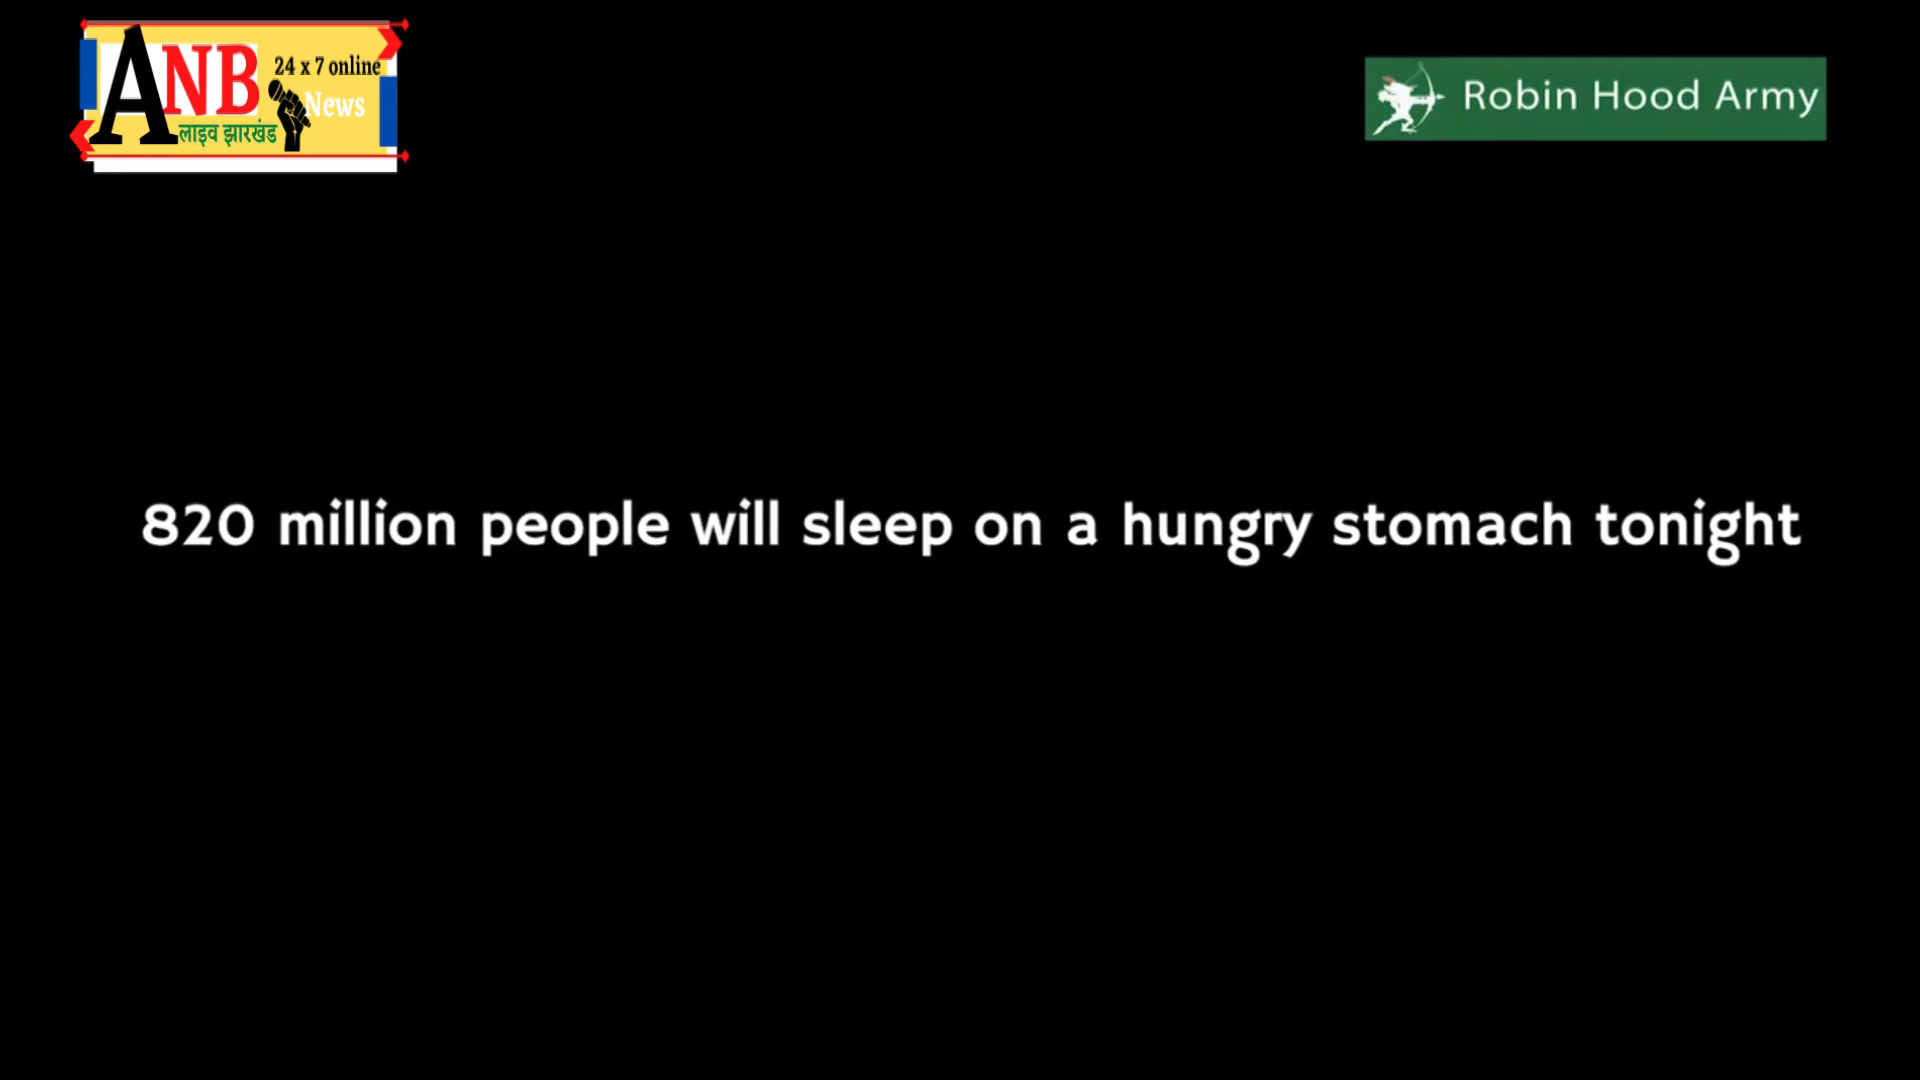 ANB
24 x 7 online
News
लाइव झारखंड
Robin Hood Army
820 million people will sleep on a hungry stomach tonight